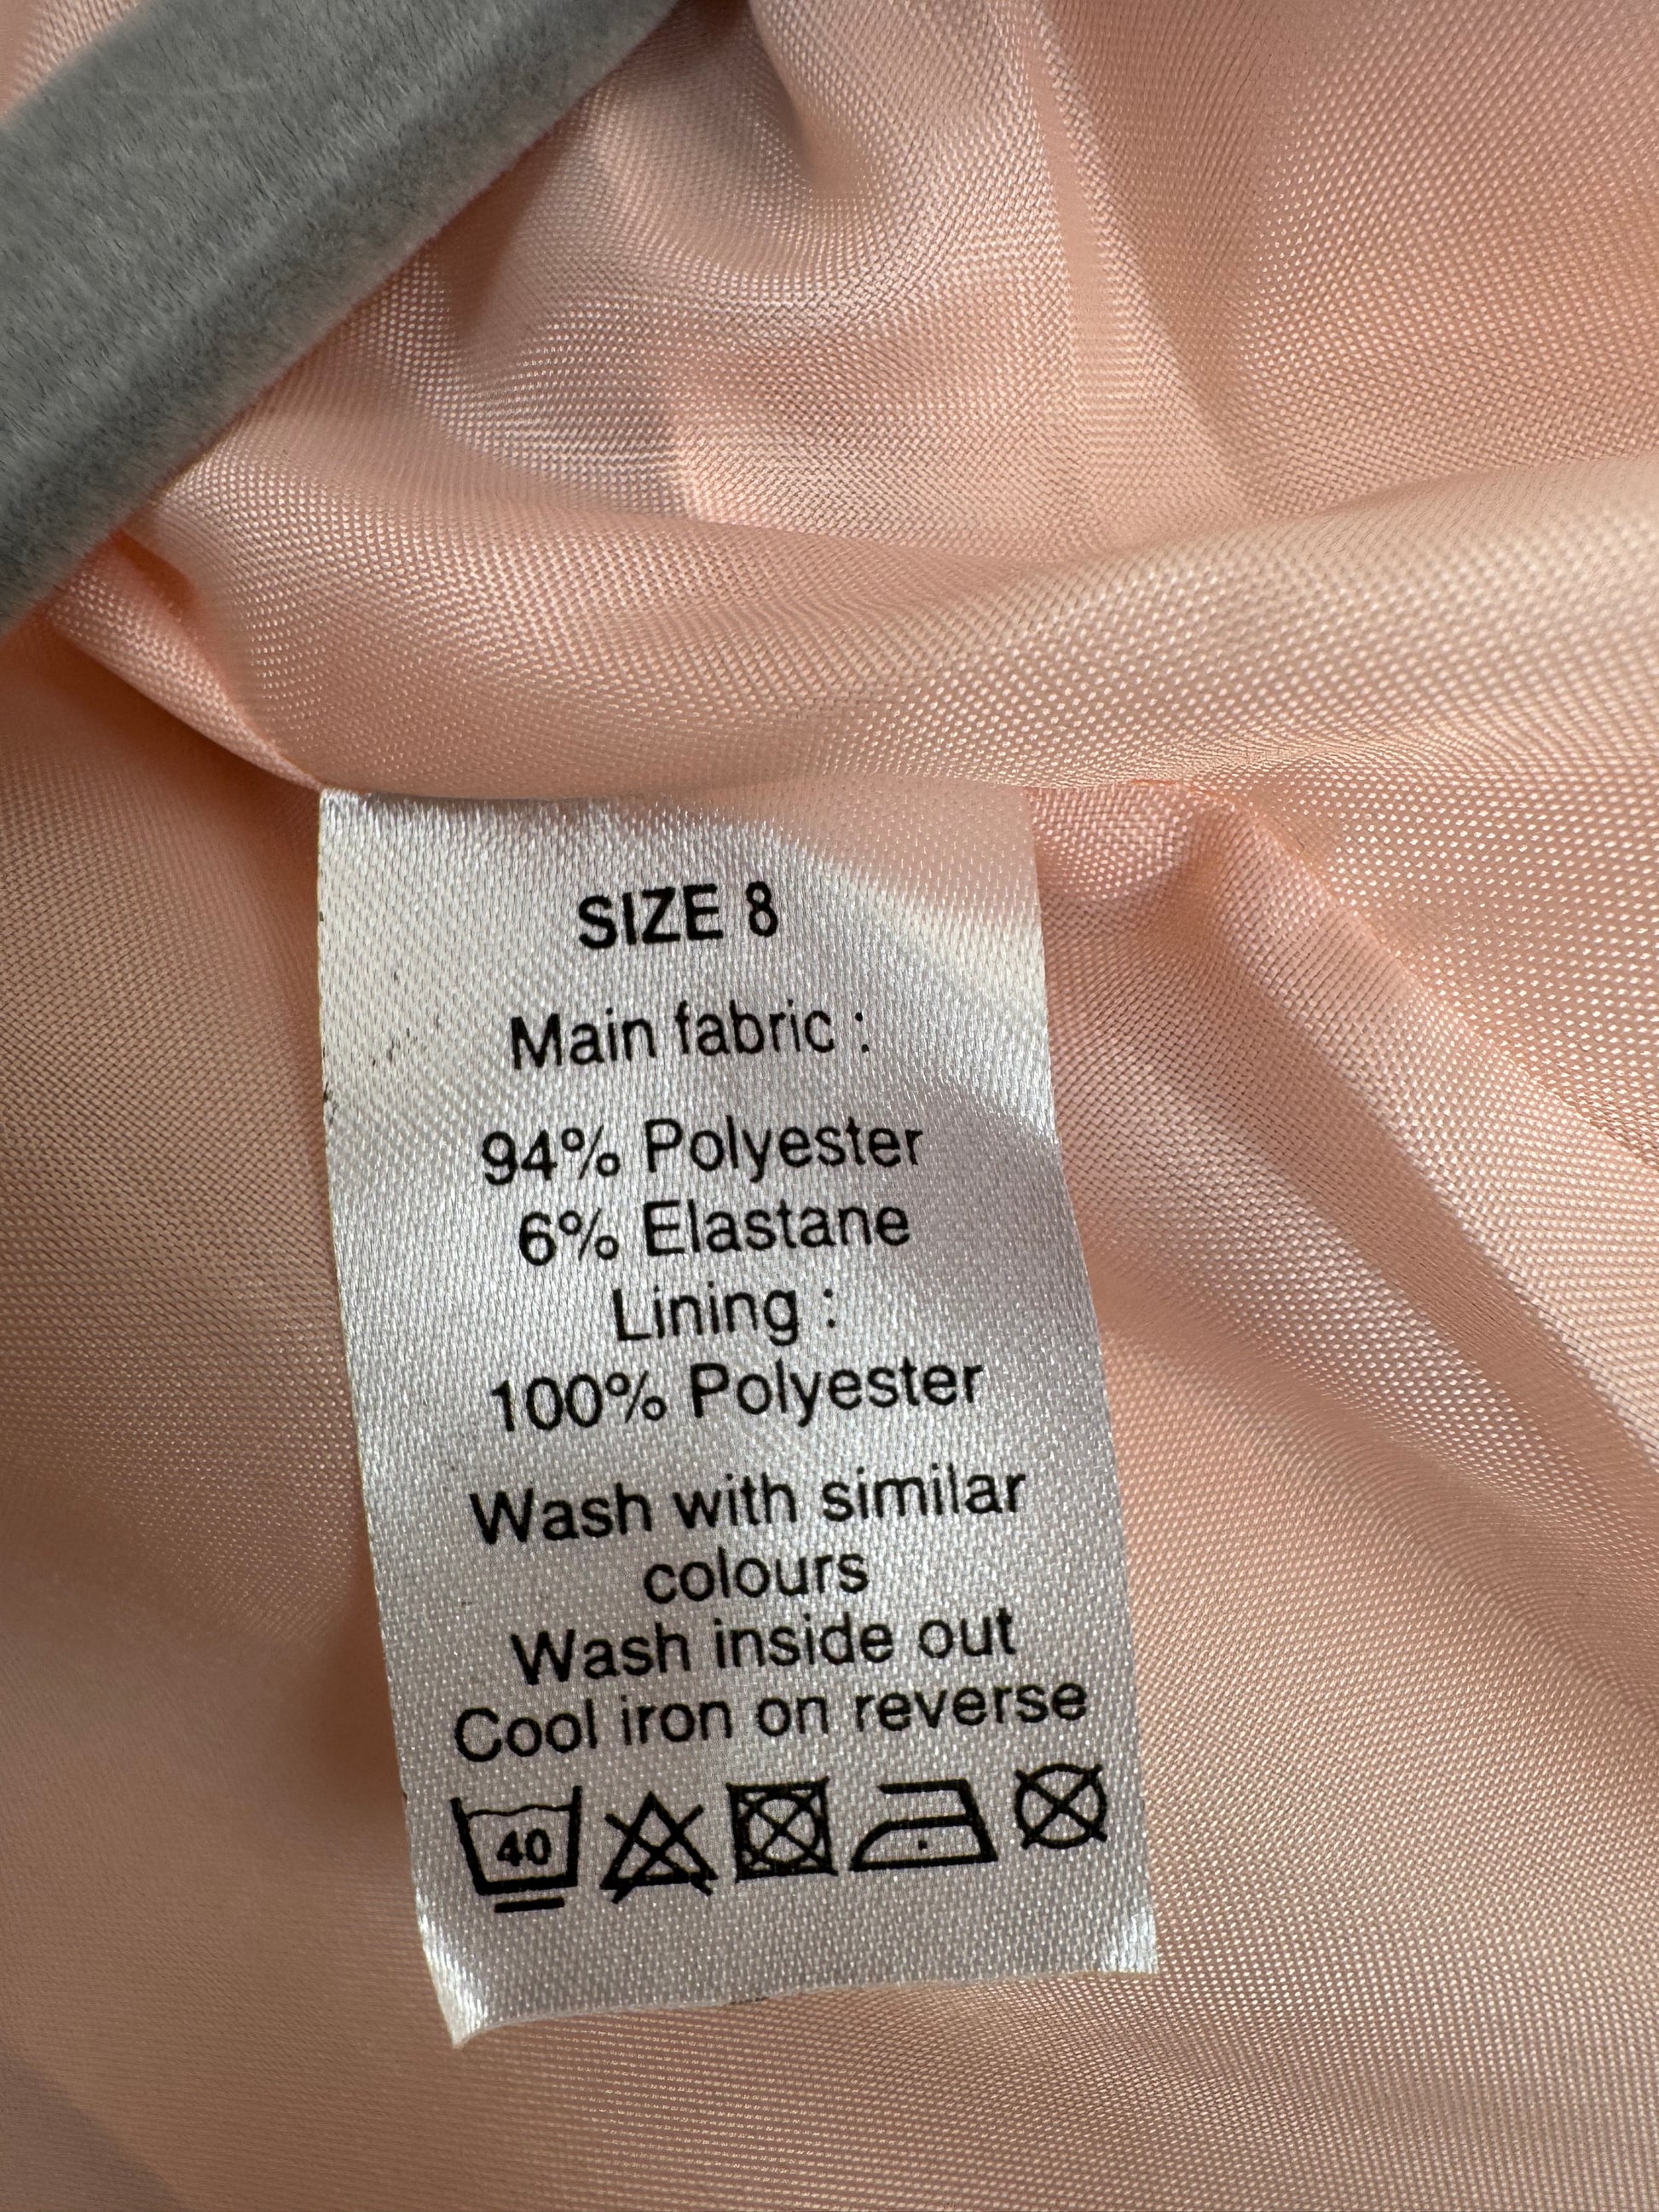 SIZE 8
Main fabric :
94% Polyester
6% Elastane
Lining :
100% Polyester
Wash with similar
colours
Wash inside out
Cool iron on reverse
40